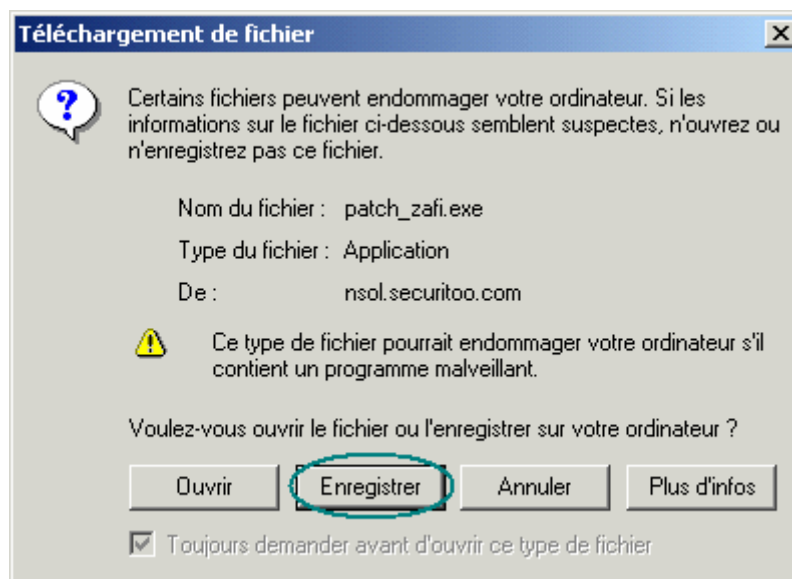 Téléchargement de fichier
Certains fichiers peuvent endommager votre ordinateur. Si les
informations sur le fichier ci-dessous semblent suspectes, n'ouvrez ou
n'enregistrez pas ce fichier.
Nom du fichier : patch_zafi.exe
Type du fichier : Application
De : nsol.securitoo.com
Ce type de fichier pourrait endommager votre ordinateur s'il
contient un programme malveillant.
Voulez-vous ouvrir le fichier ou l'enregistrer sur votre ordinateur ?
Ouvrir Enregistrer Annuler Plus d'infos
Toujours demander avant d'ouvrir ce type de fichier